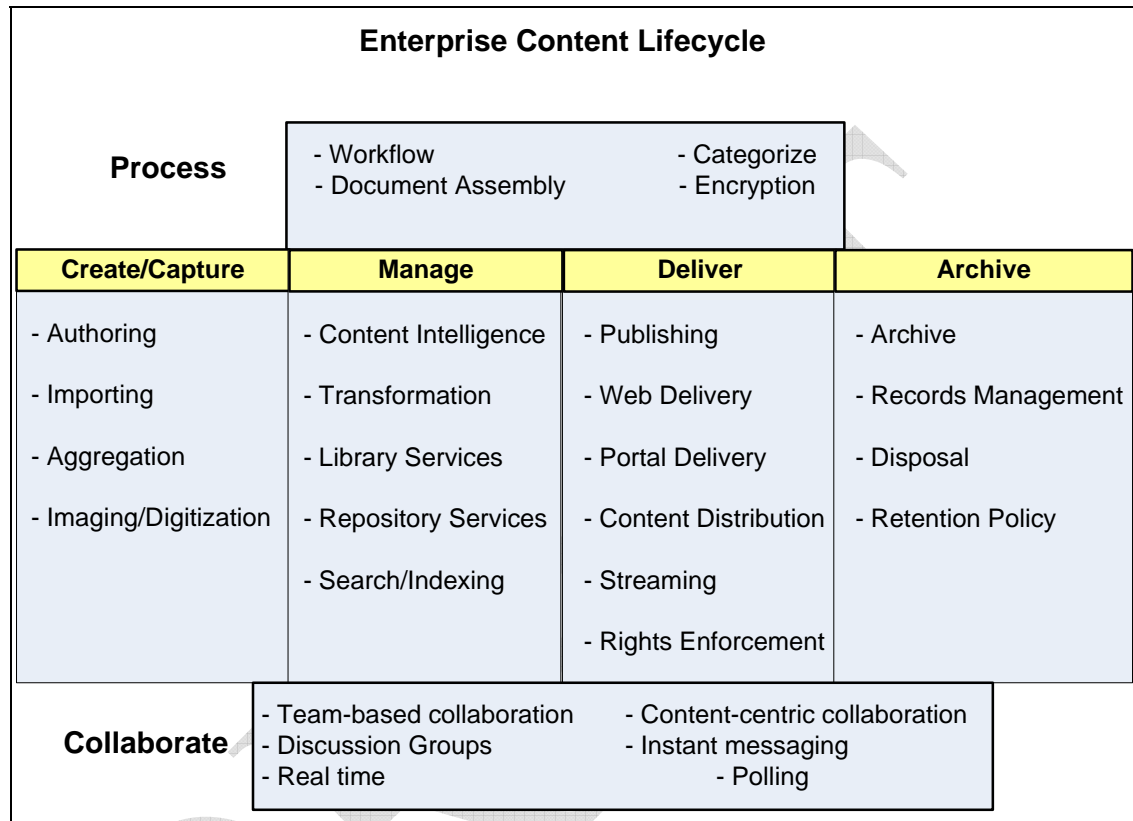 Enterprise Content Lifecycle
Process
- Workflow - Categorize
- Document Assembly - Encryption
Create/Capture Manage Deliver Archive
- Authoring - Content Intelligence - Publishing - Archive
- Importing - Transformation - Web Delivery - Records Management
- Aggregation - Library Services - Portal Delivery - Disposal
- Imaging/Digitization - Repository Services - Content Distribution - Retention Policy
- Search/Indexing - Streaming
- Rights Enforcement
Collaborate
- Team-based collaboration - Content-centric collaboration
- Discussion Groups - Instant messaging
- Real time - Polling